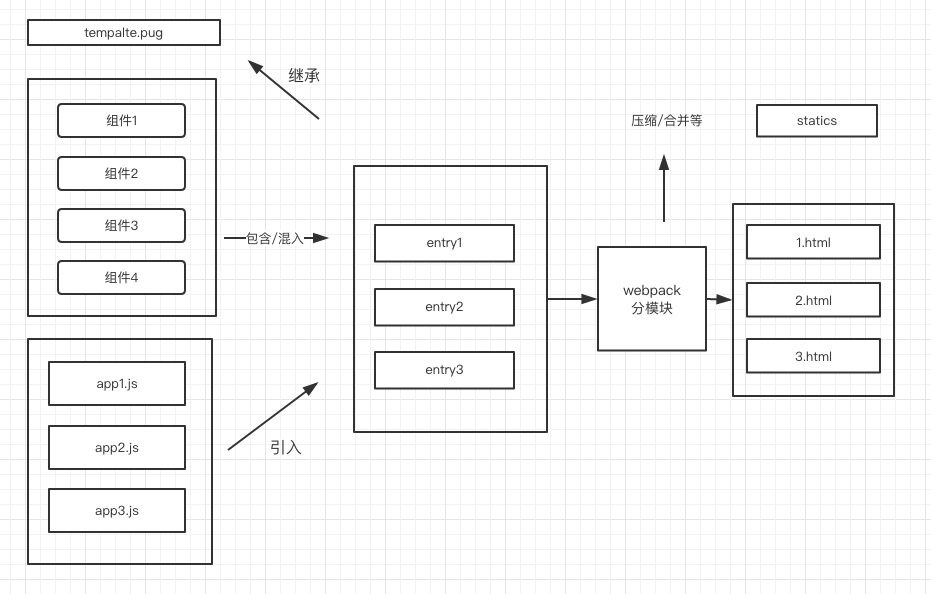 tempalte.pug
继承
组件1
组件2
组件3
组件4
包含/混入
app1.js
app2.js
app3.js
引入
entry1
entry2
entry3
压缩/合并等
webpack
分模块
statics
1.html
2.html
3.html